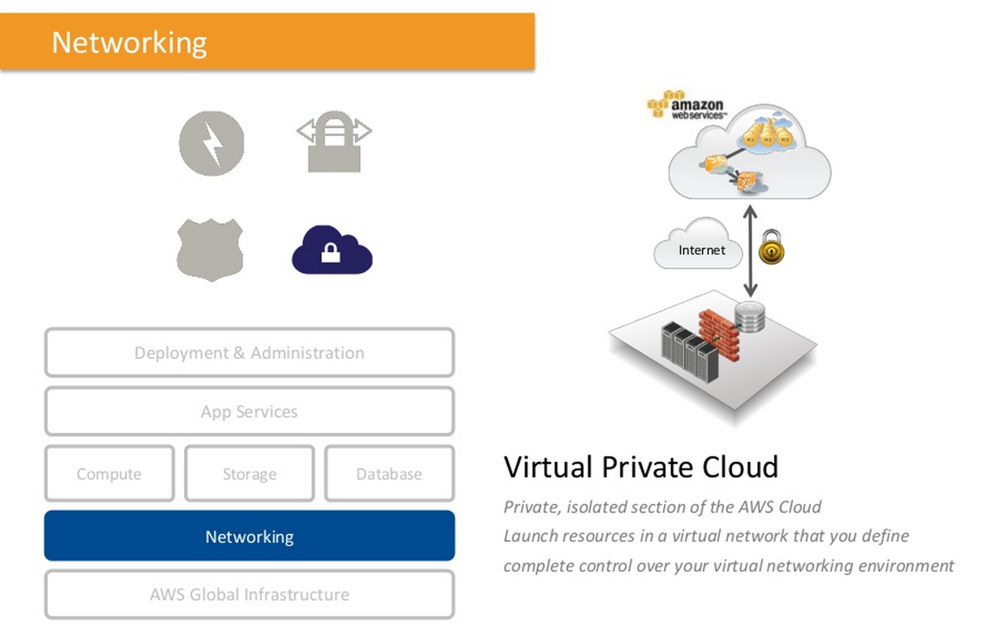 Networking
amazon
webservices™
EC2 EC2 EC2
Internet
Deployment & Administration
App Services
Compute Storage Database
Networking
AWS Global Infrastructure
Virtual Private Cloud
Private, isolated section of the AWS Cloud
Launch resources in a virtual network that you define
complete control over your virtual networking environment